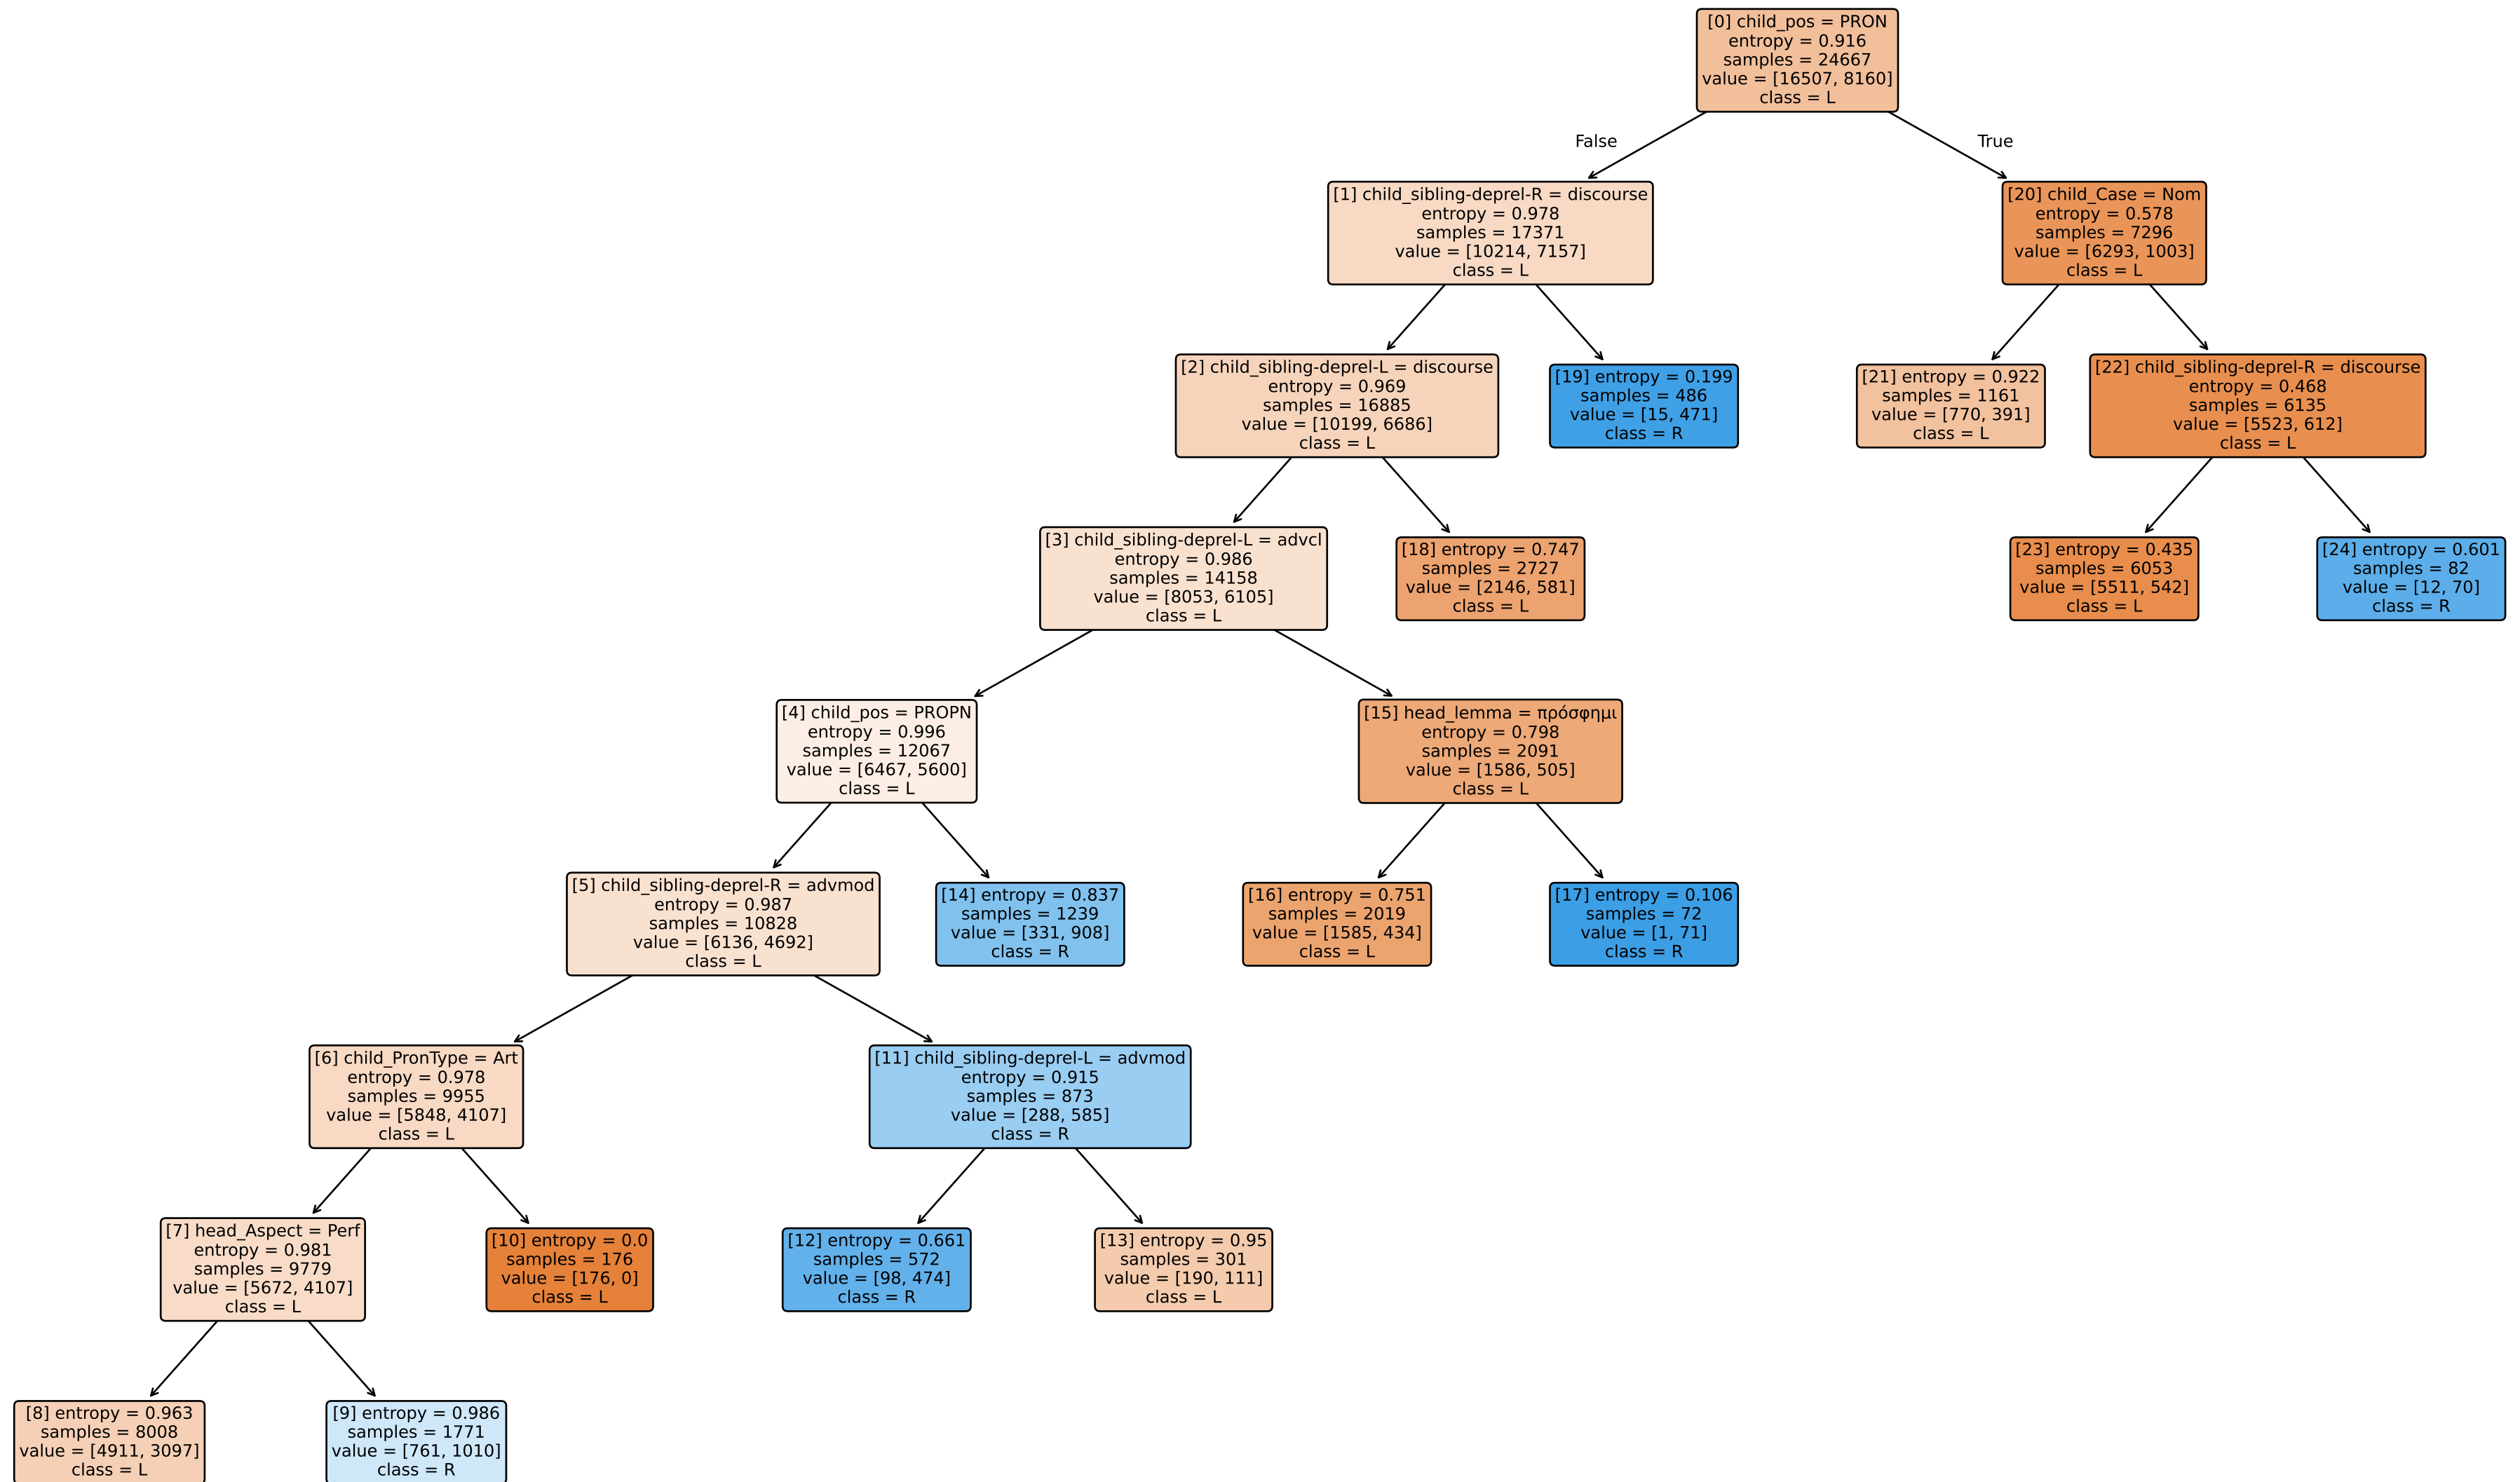 [0] child_pos = PRON
entropy = 0.916
samples = 24667
value = [16507, 8160]
class = L
False
True
[1] child_sibling-deprel-R = discourse
entropy = 0.978
samples = 17371
value = [10214, 7157]
class = L
[20] child_Case = Nom
entropy = 0.578
samples = 7296
value = [6293, 1003]
class = L
[2] child_sibling-deprel-L = discourse
entropy = 0.969
samples = 16885
value = [10199, 6686]
class = L
[19] entropy = 0.199
samples = 486
value = [15, 471]
class = R
[21] entropy = 0.922
samples = 1161
value = [770, 391]
class = L
[22] child_sibling-deprel-R = discourse
entropy = 0.468
samples = 6135
value = [5523, 612]
class = L
[3] child_sibling-deprel-L = advcl
entropy = 0.986
samples = 14158
value = [8053, 6105]
class = L
[18] entropy = 0.747
samples = 2727
value = [2146, 581]
class = L
[23] entropy = 0.435
samples = 6053
value = [5511, 542]
class = L
[24] entropy = 0.601
samples = 82
value = [12, 70]
class = R
[4] child_pos = PROPN
entropy = 0.996
samples = 12067
value = [6467, 5600]
class = L
[15] head_lemma = πρόσφημι
entropy = 0.798
samples = 2091
value = [1586, 505]
class = L
[5] child_sibling-deprel-R = advmod
entropy = 0.987
samples = 10828
value = [6136, 4692]
class = L
[14] entropy = 0.837
samples = 1239
value = [331, 908]
class = R
[16] entropy = 0.751
samples = 2019
value = [1585, 434]
class = L
[17] entropy = 0.106
samples = 72
value = [1, 71]
class = R
[6] child_PronType = Art
entropy = 0.978
samples = 9955
value = [5848, 4107]
class = L
[11] child_sibling-deprel-L = advmod
entropy = 0.915
samples = 873
value = [288, 585]
class = R
[7] head_Aspect = Perf
entropy = 0.981
samples = 9779
value = [5672, 4107]
class = L
[10] entropy = 0.0
samples = 176
value = [176, 0]
class = L
[12] entropy = 0.661
samples = 572
value = [98, 474]
class = R
[13] entropy = 0.95
samples = 301
value = [190, 111]
class = L
[8] entropy = 0.963
samples = 8008
value = [4911, 3097]
class = L
[9] entropy = 0.986
samples = 1771
value = [761, 1010]
class = R